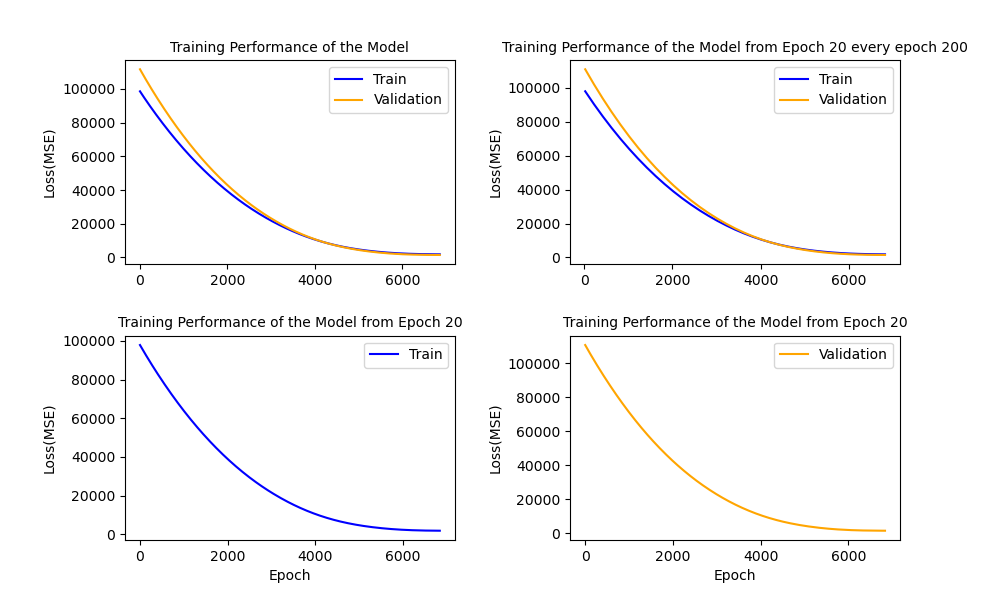 Training Performance of the Model
Loss(MSE)
100000
80000
60000
40000
20000
0
0 2000 4000 6000
Train
Validation
Training Performance of the Model from Epoch 20 every epoch 200
Loss(MSE)
100000
80000
60000
40000
20000
0
0 2000 4000 6000
Train
Validation
Training Performance of the Model from Epoch 20
Loss(MSE)
100000
80000
60000
40000
20000
0
0 2000 4000 6000
Epoch
Train
Training Performance of the Model from Epoch 20
Loss(MSE)
100000
80000
60000
40000
20000
0
0 2000 4000 6000
Epoch
Validation